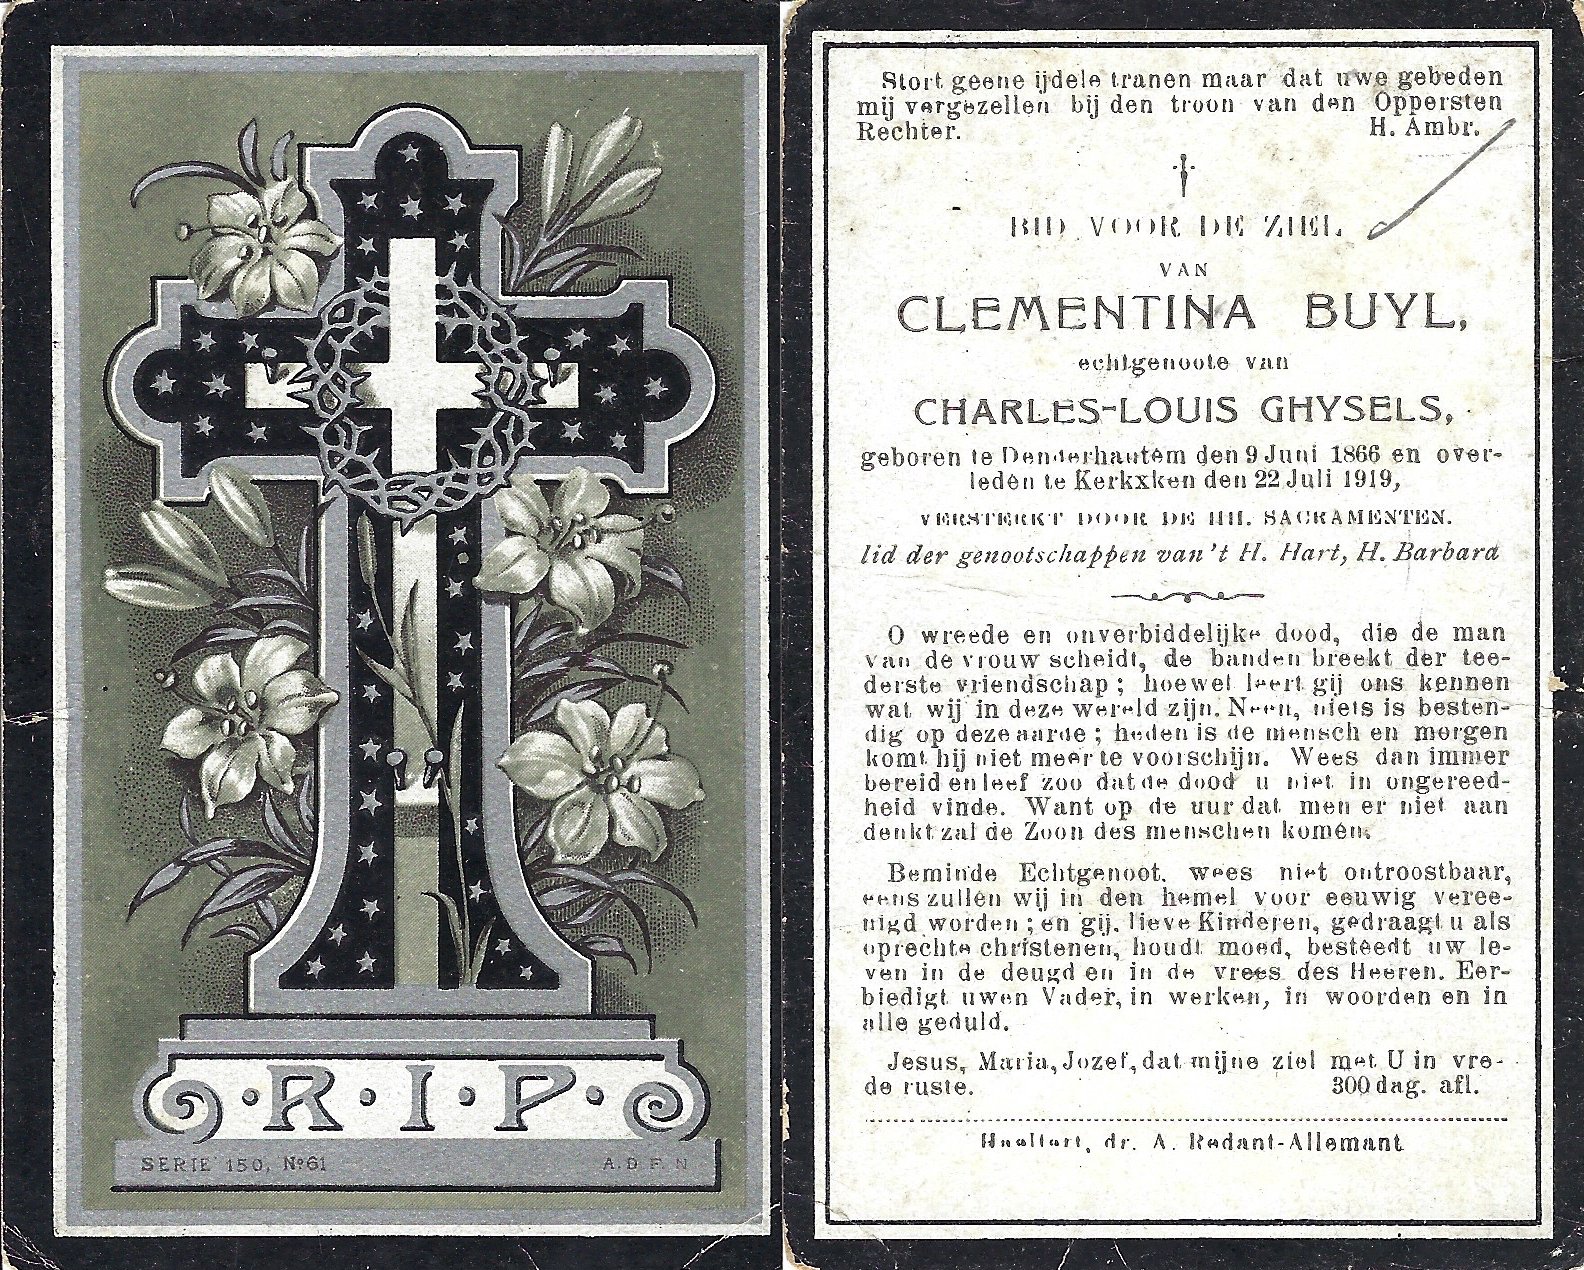 · R · I · P ·
SERIE 150, Nº61
A. D F. N
Stort geene ijdele tranen maar dat uwe gebeden
mij vergezellen bij den troon van den Oppersten
Rechter. H. Ambr.
BID VOOR DE ZIEL
VAN
CLEMENTINA BUYL,
echtgenoote van
CHARLES-LOUIS GHYSELS,
geboren te Denderhautem den 9 Juni 1866 en over-
leden te Kerkxken den 22 Juli 1919,
VERSTERKT DOOR DE HH. SACRAMENTEN.
lid der genootschappen van 't H. Hart, H. Barbara
O wreede en onverbiddelijke dood, die de man
van de vrouw scheidt, de banden breekt der tee-
derste vriendschap; hoewel leert gij ons kennen
wat wij in deze wereld zijn. Neen, niets is besten-
dig op deze aarde; heden is de mensch en morgen
komt hij niet meer te voorschijn. Wees dan immer
bereid en leef zoo dat de dood u niet in ongereed-
heid vinde. Want op de uur dat men er niet aan
denkt zal de Zoon des menschen komen.
Beminde Echtgenoot, wees niet ontroostbaar,
eens zullen wij in den hemel voor eeuwig veree-
nigd worden; en gij, lieve Kinderen, gedraagt u als
oprechte christenen, houdt moed, besteedt uw le-
ven in de deugd en in de vrees des Heeren. Eer-
biedigt uwen Vader, in werken, in woorden en in
alle geduld.
Jesus, Maria, Jozef, dat mijne ziel met U in vre-
de ruste. 300 dag. afl.
Haaltert, dr. A. Redant-Allemant